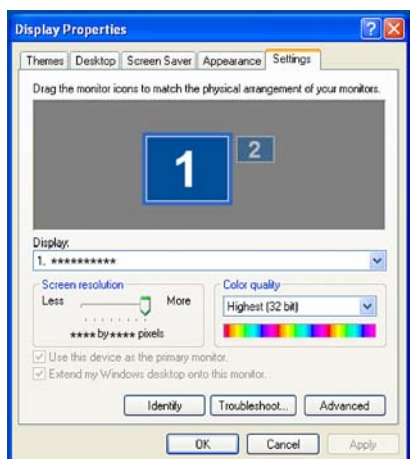 Display Properties
Themes Desktop Screen Saver Appearance Settings
Drag the monitor icons to match the physical arrangement of your monitors.
1 2
Display:
1. **********
Screen resolution
Less More
**** by **** pixels
Color quality
Highest (32 bit)
Use this device as the primary monitor.
Extend my Windows desktop onto this monitor.
Identify Troubleshoot... Advanced
OK Cancel Apply